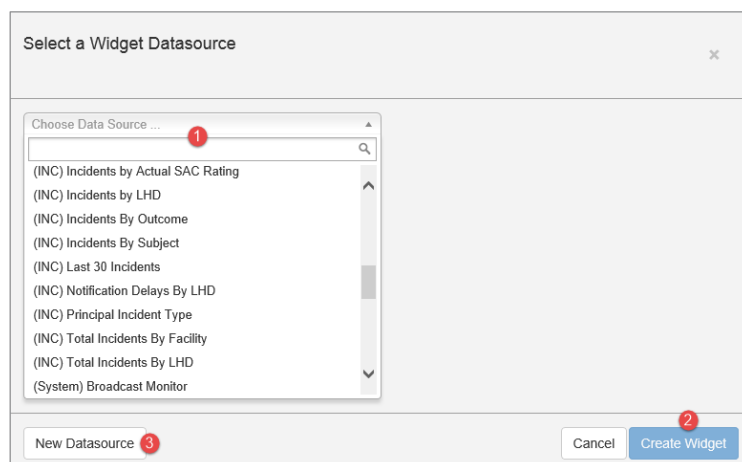 Select a Widget Datasource
×
Choose Data Source ...
1
(INC) Incidents by Actual SAC Rating
(INC) Incidents by LHD
(INC) Incidents By Outcome
(INC) Incidents By Subject
(INC) Last 30 Incidents
(INC) Notification Delays By LHD
(INC) Principal Incident Type
(INC) Total Incidents By Facility
(INC) Total Incidents By LHD
(System) Broadcast Monitor
2
New Datasource 3 Cancel Create Widget